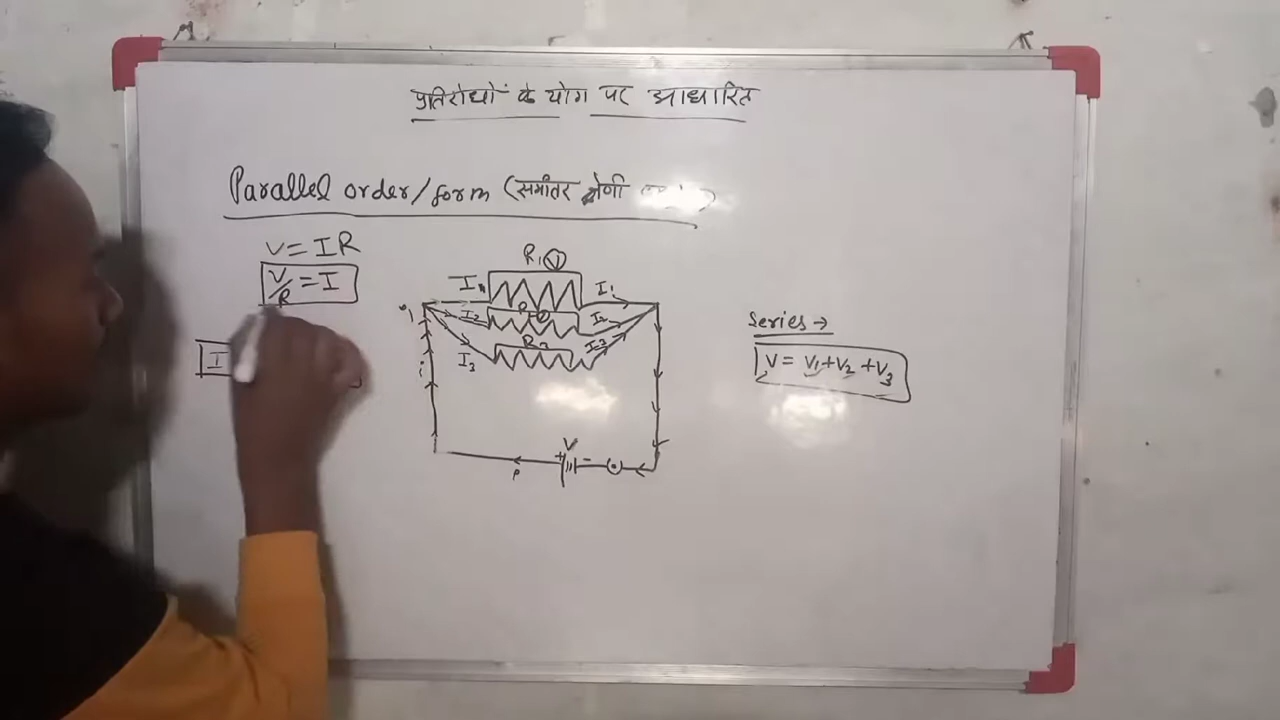 प्रतिरोधों के योग पर आधारित
Parallel order/form (समांतर श्रेणी
V = IR
V/R = I
I
R₁ V
I₁ I₁
I₂ I₂
I₃ R₃ I₃
i
V
+ -
Series →
V = V₁ + V₂ + V₃